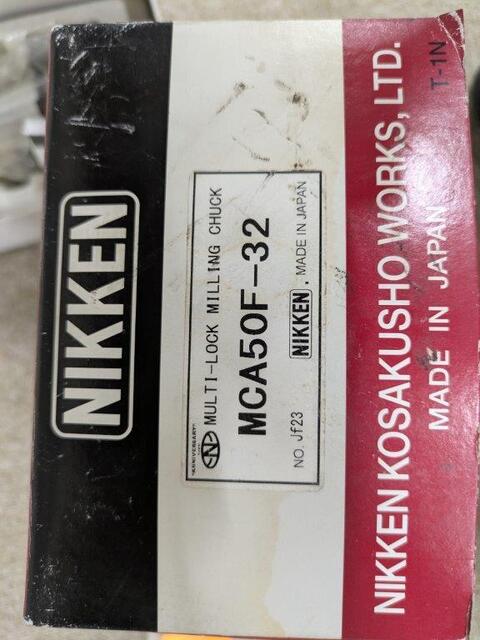 NIKKEN
ANNIVERSARY
N MULTI-LOCK MILLING CHUCK
MCA50F-32
NO. Jf23 NIKKEN. MADE IN JAPAN
NIKKEN KOSAKUSHO WORKS, LTD.
MADE IN JAPAN T-1N